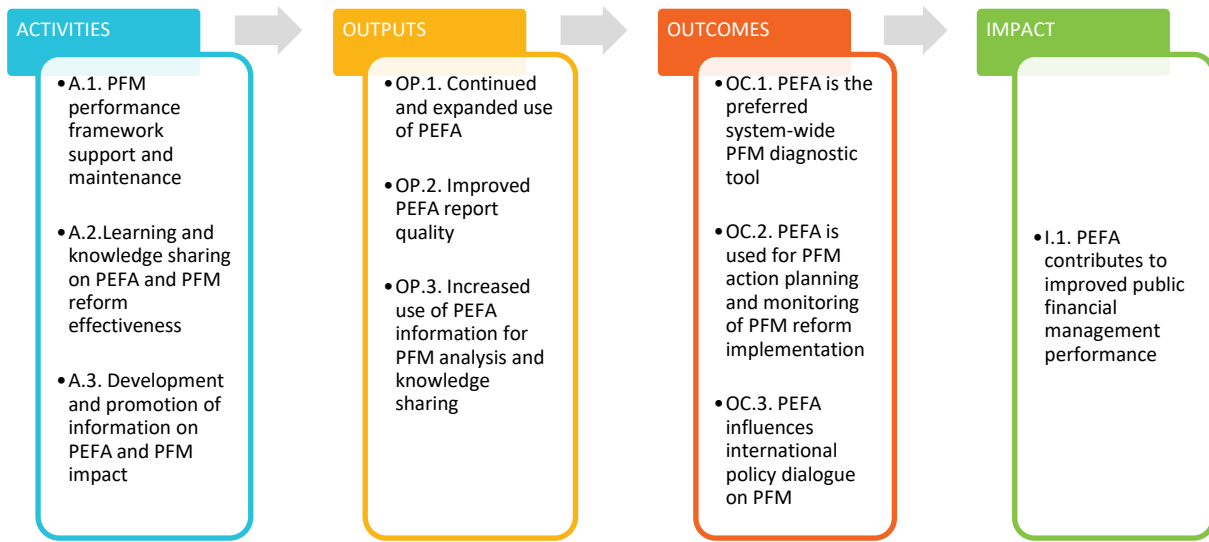 ACTIVITIES
•A.1. PFM
performance
framework
support and
maintenance
•A.2.Learning and
knowledge sharing
on PEFA and PFM
reform
effectiveness
•A.3. Development
and promotion of
information on
PEFA and PFM
impact
OUTPUTS
•OP.1. Continued
and expanded use
of PEFA
•OP.2. Improved
PEFA report
quality
•OP.3. Increased
use of PEFA
information for
PFM analysis and
knowledge
sharing
OUTCOMES
•OC.1. PEFA is the
preferred
system-wide
PFM diagnostic
tool
•OC.2. PEFA is
used for PFM
action planning
and monitoring
of PFM reform
implementation
•OC.3. PEFA
influences
international
policy dialogue
on PFM
IMPACT
•I.1. PEFA
contributes to
improved public
financial
management
performance